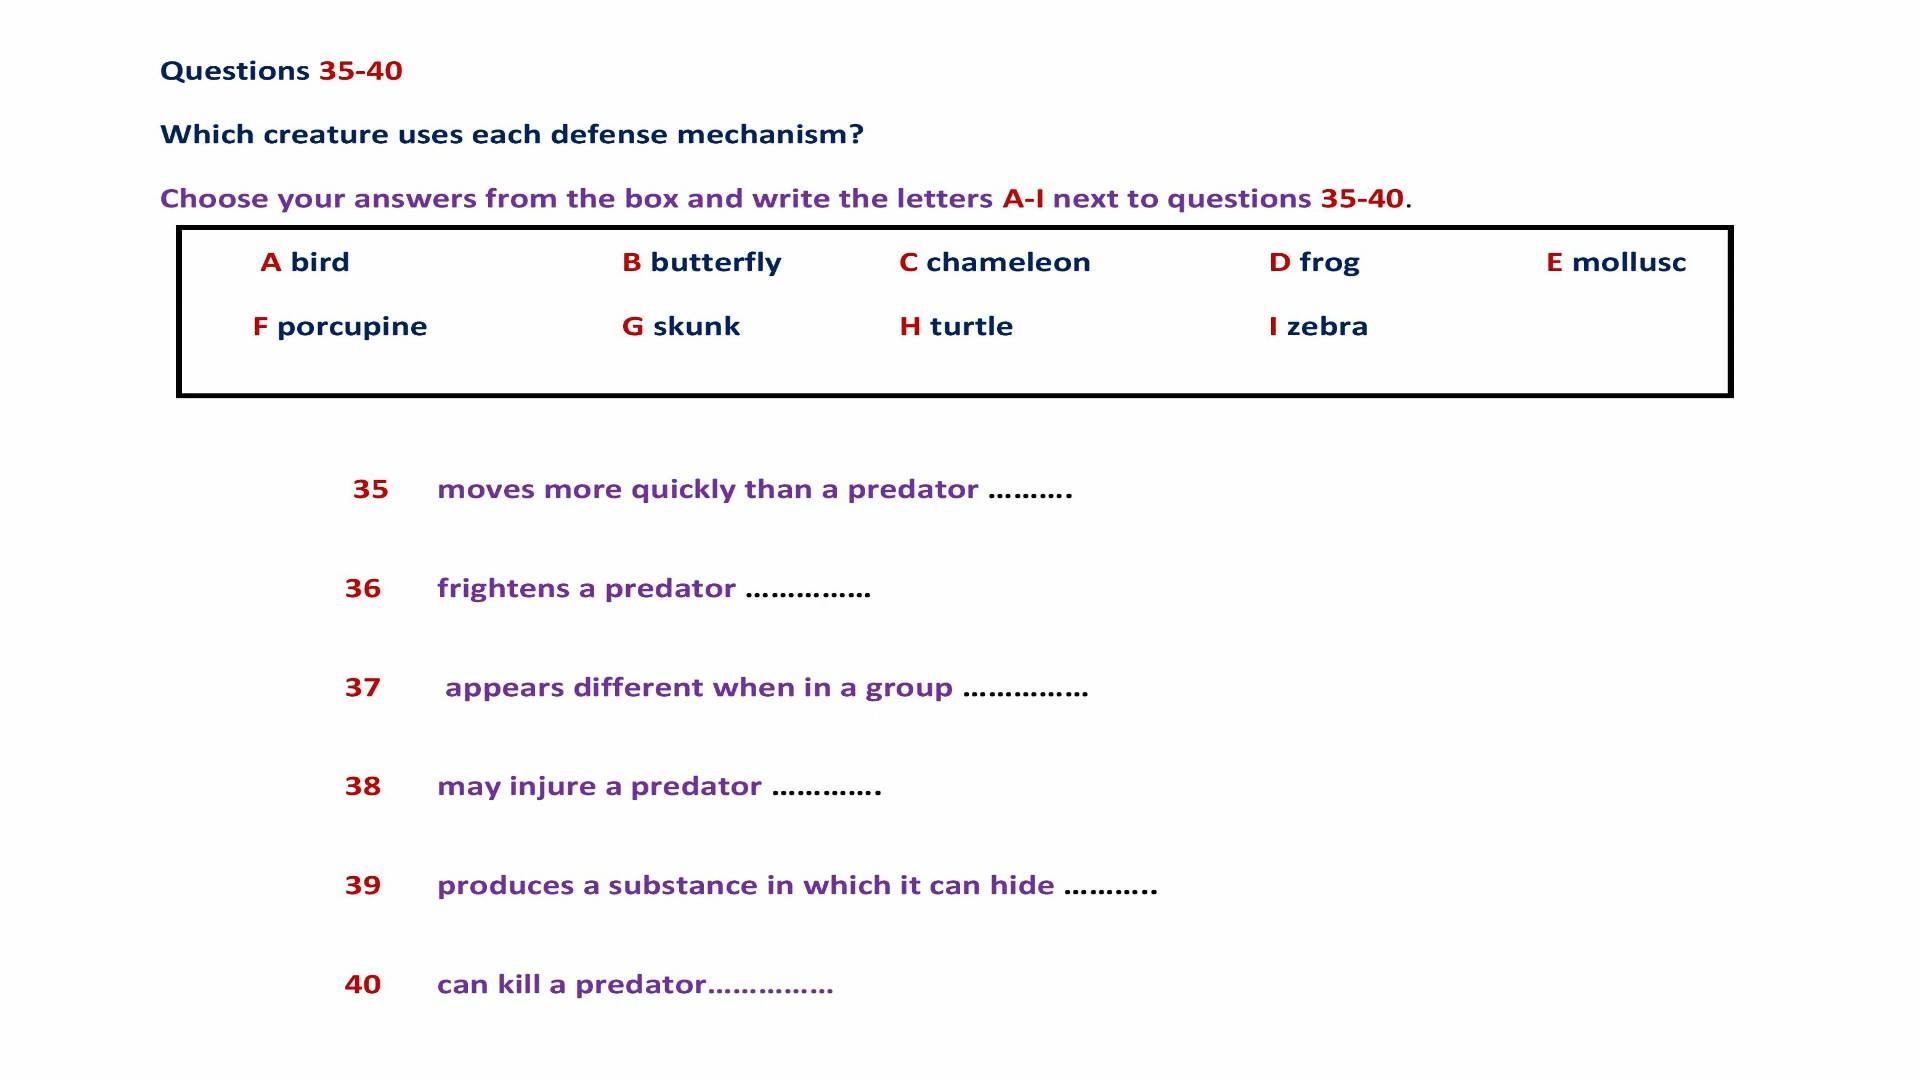 Questions 35-40
Which creature uses each defense mechanism?
Choose your answers from the box and write the letters A-I next to questions 35-40.
A bird B butterfly C chameleon D frog E mollusc
F porcupine G skunk H turtle I zebra
35 moves more quickly than a predator ……….
36 frightens a predator ……………
37 appears different when in a group ……………
38 may injure a predator ………….
39 produces a substance in which it can hide ………..
40 can kill a predator……………